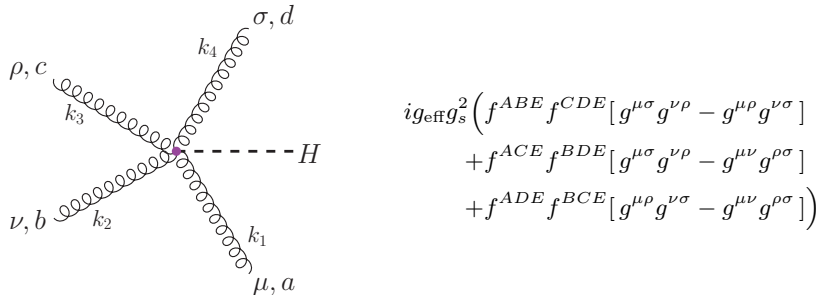 σ, d
k₄
ρ, c
k₃
H
ν, b
k₂
k₁
μ, a
ig_eff g_s^2 ( f^{ABE} f^{CDE} [ g^{μσ} g^{νρ} − g^{μρ} g^{νσ} ]
+f^{ACE} f^{BDE} [ g^{μσ} g^{νρ} − g^{μν} g^{ρσ} ]
+f^{ADE} f^{BCE} [ g^{μρ} g^{νσ} − g^{μν} g^{ρσ} ] )